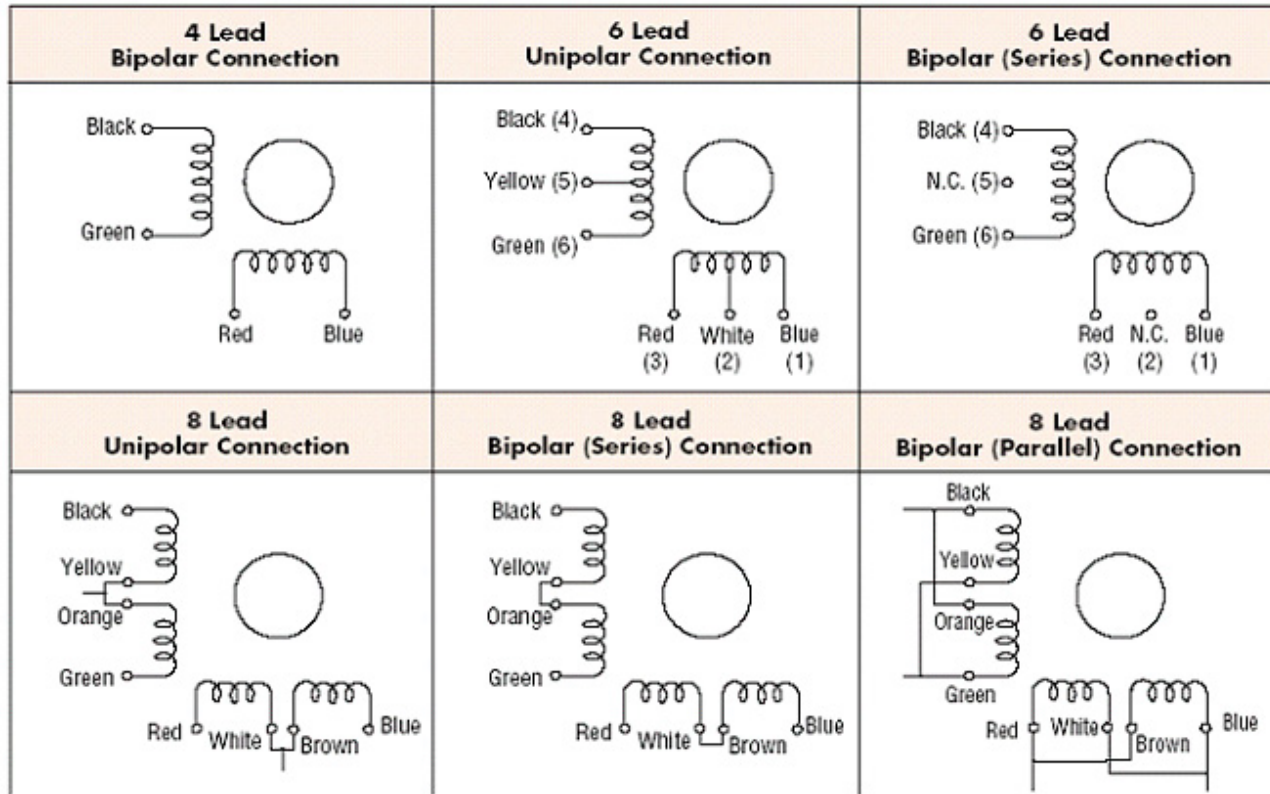 4 Lead
Bipolar Connection
6 Lead
Unipolar Connection
6 Lead
Bipolar (Series) Connection
Black
Green
Red
Blue
Black (4)
Yellow (5)
Green (6)
Red
(3)
White
(2)
Blue
(1)
Black (4)
N.C. (5)
Green (6)
Red
(3)
N.C.
(2)
Blue
(1)
8 Lead
Unipolar Connection
8 Lead
Bipolar (Series) Connection
8 Lead
Bipolar (Parallel) Connection
Black
Yellow
Orange
Green
Red
White
Brown
Blue
Black
Yellow
Orange
Green
Red
White
Brown
Blue
Black
Yellow
Orange
Green
Red
White
Brown
Blue